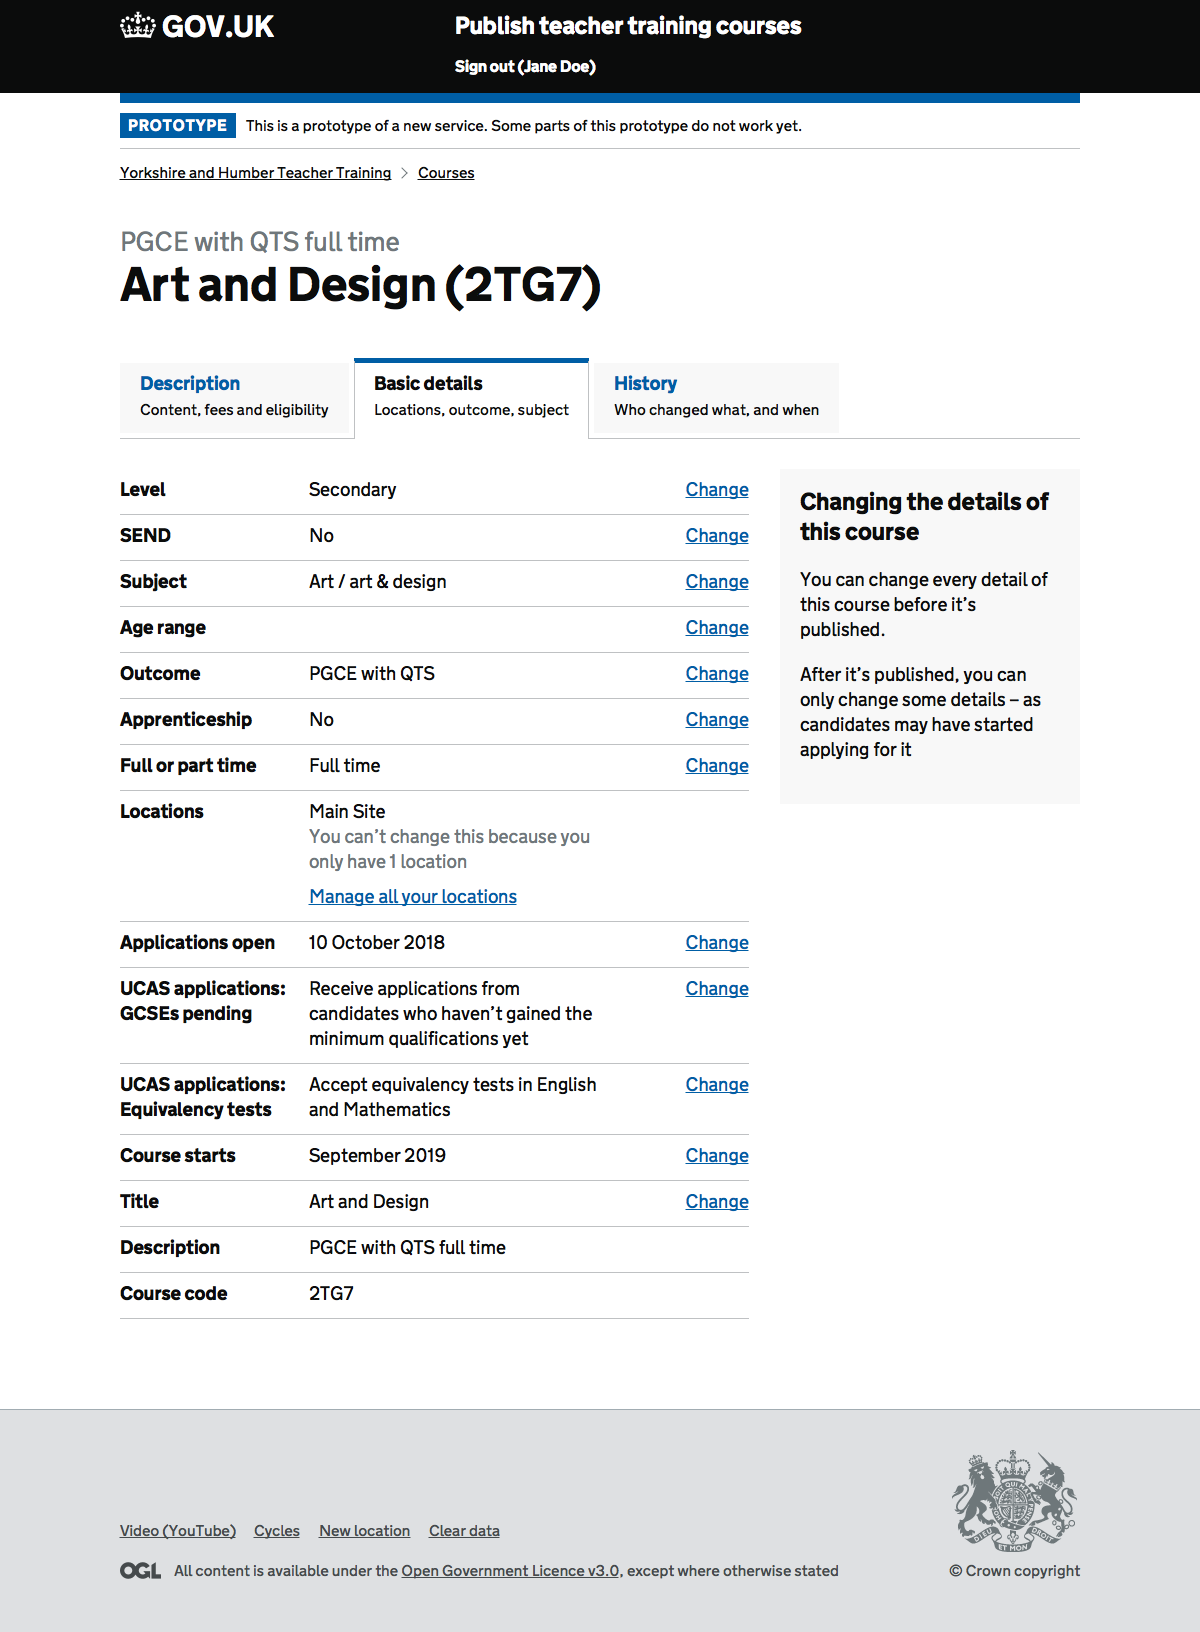 GOV.UK
Publish teacher training courses
Sign out (Jane Doe)
PROTOTYPE This is a prototype of a new service. Some parts of this prototype do not work yet.
Yorkshire and Humber Teacher Training > Courses
PGCE with QTS full time
Art and Design (2TG7)
Description
Content, fees and eligibility
Basic details
Locations, outcome, subject
History
Who changed what, and when
Level Secondary Change
SEND No Change
Subject Art / art & design Change
Age range Change
Outcome PGCE with QTS Change
Apprenticeship No Change
Full or part time Full time Change
Locations Main Site
You can’t change this because you
only have 1 location
Manage all your locations
Applications open 10 October 2018 Change
UCAS applications: Receive applications from Change
GCSEs pending candidates who haven’t gained the
minimum qualifications yet
UCAS applications: Accept equivalency tests in English Change
Equivalency tests and Mathematics
Course starts September 2019 Change
Title Art and Design Change
Description PGCE with QTS full time
Course code 2TG7
Changing the details of
this course
You can change every detail of
this course before it’s
published.
After it’s published, you can
only change some details – as
candidates may have started
applying for it
Video (YouTube) Cycles New location Clear data
OGL All content is available under the Open Government Licence v3.0, except where otherwise stated
DIEU ET MON DROIT
© Crown copyright